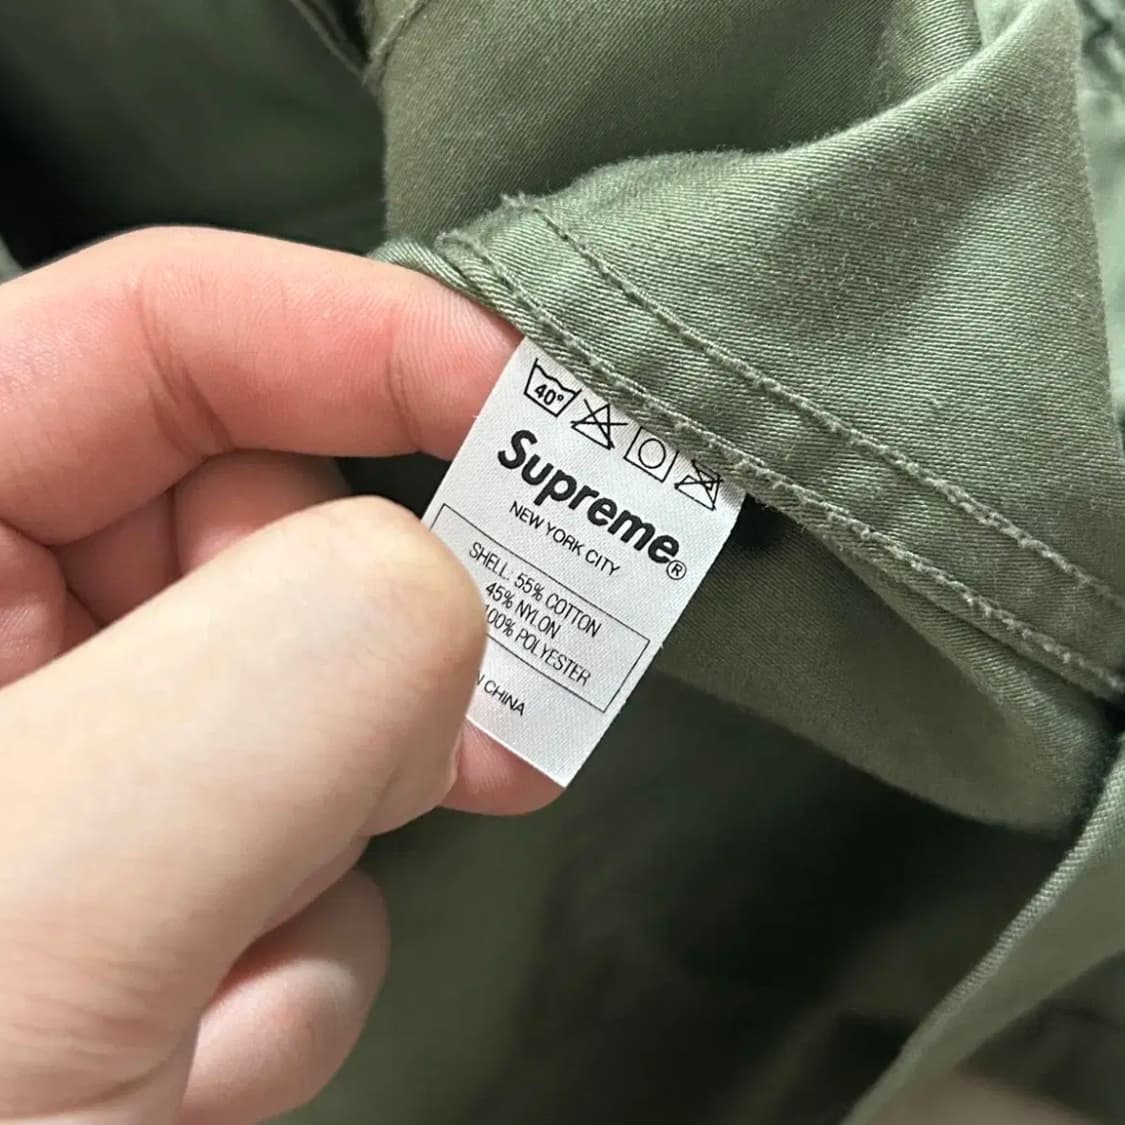 40°
Supreme®
NEW YORK CITY
SHELL: 55% COTTON
45% NYLON
100% POLYESTER
CHINA